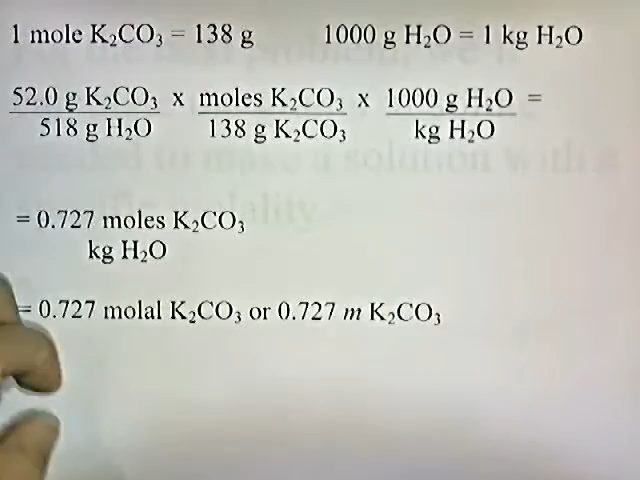 1 mole K₂CO₃ = 138 g 1000 g H₂O = 1 kg H₂O
52.0 g K₂CO₃ x moles K₂CO₃ x 1000 g H₂O =
518 g H₂O 138 g K₂CO₃ kg H₂O
= 0.727 moles K₂CO₃
kg H₂O
= 0.727 molal K₂CO₃ or 0.727 m K₂CO₃